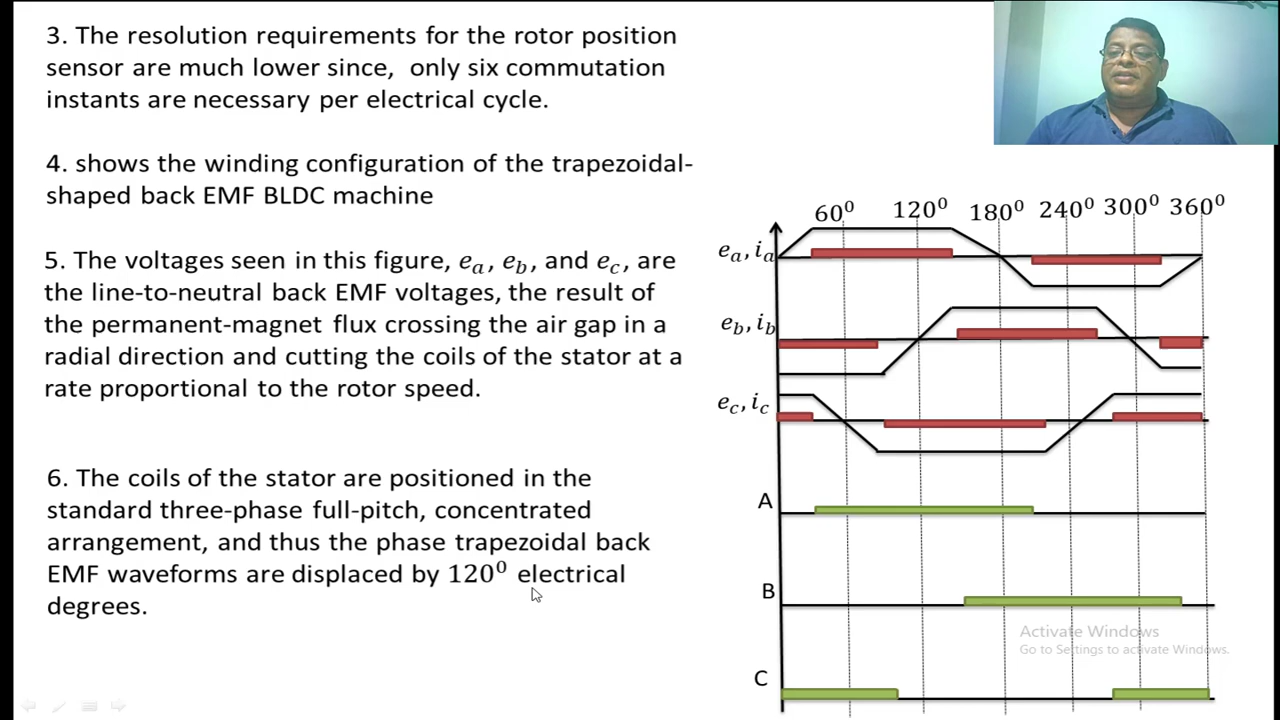 3. The resolution requirements for the rotor position
sensor are much lower since, only six commutation
instants are necessary per electrical cycle.
4. shows the winding configuration of the trapezoidal-
shaped back EMF BLDC machine
5. The voltages seen in this figure, eₐ, e_b, and e_c, are
the line-to-neutral back EMF voltages, the result of
the permanent-magnet flux crossing the air gap in a
radial direction and cutting the coils of the stator at a
rate proportional to the rotor speed.
6. The coils of the stator are positioned in the
standard three-phase full-pitch, concentrated
arrangement, and thus the phase trapezoidal back
EMF waveforms are displaced by 120⁰ electrical
degrees.
60⁰ 120⁰ 180⁰ 240⁰ 300⁰ 360⁰
eₐ, iₐ
e_b, i_b
e_c, i_c
A
B
C
Activate Windows
Go to Settings to activate Windows.